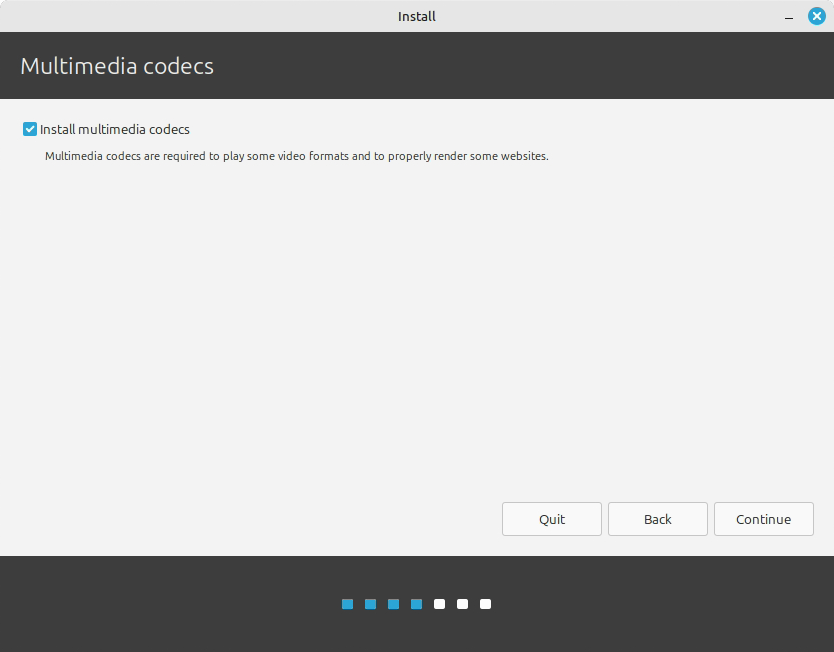 Install
Multimedia codecs
Install multimedia codecs
Multimedia codecs are required to play some video formats and to properly render some websites.
Quit Back Continue